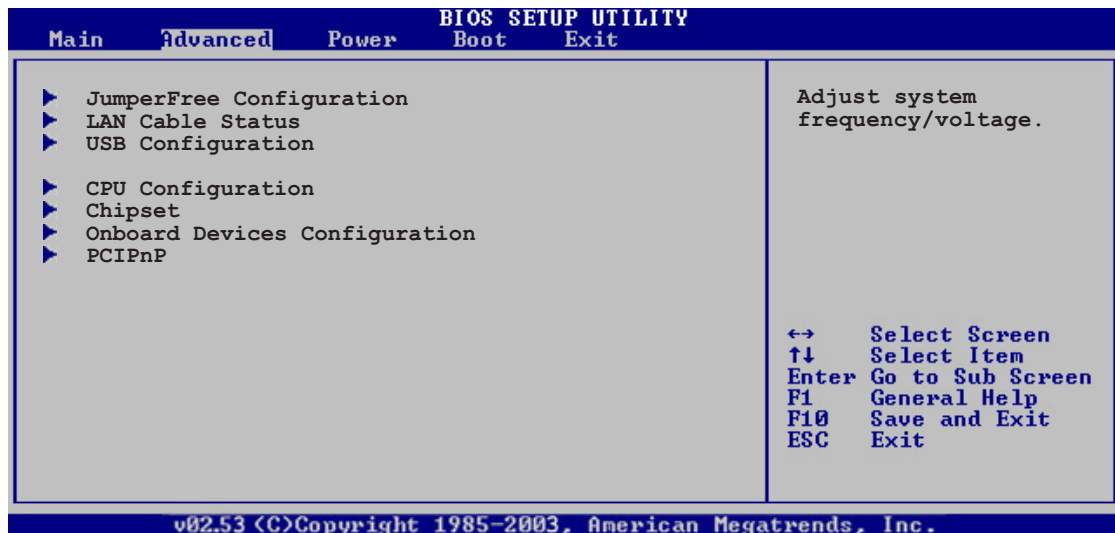 BIOS SETUP UTILITY
Main Advanced Power Boot Exit
JumperFree Configuration
LAN Cable Status
USB Configuration
CPU Configuration
Chipset
Onboard Devices Configuration
PCIPnP
Adjust system
frequency/voltage.
←→ Select Screen
↑↓ Select Item
Enter Go to Sub Screen
F1 General Help
F10 Save and Exit
ESC Exit
v02.53 (C)Copyright 1985-2003, American Megatrends, Inc.